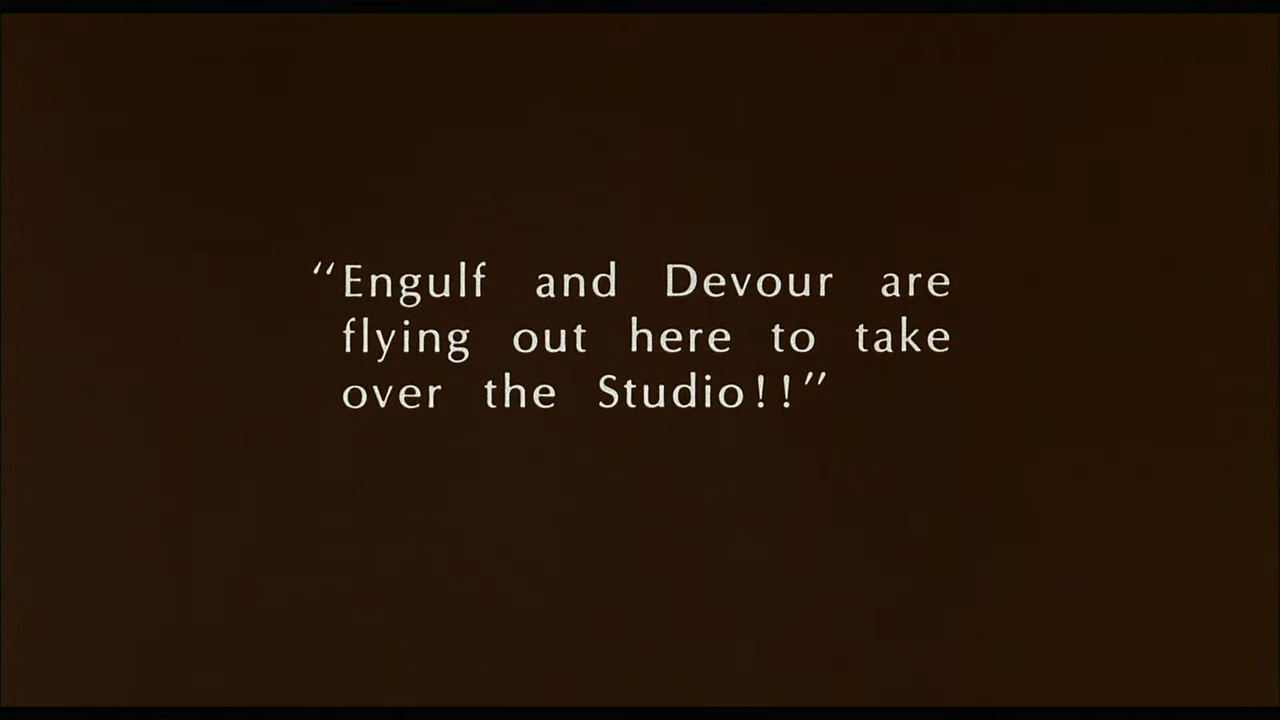 “Engulf and Devour are
flying out here to take
over the Studio!!”